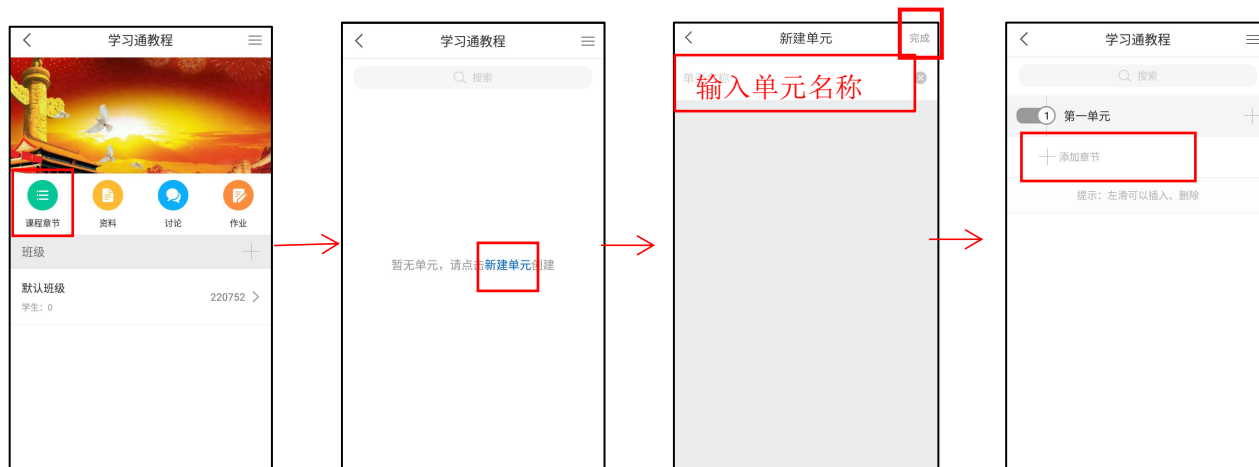 学习通教程
课程章节
资料
讨论
作业
班级
默认班级
220752
学生：0
学习通教程
搜索
暂无单元，请点击新建单元创建
新建单元
完成
单元名称
输入单元名称
学习通教程
搜索
1 第一单元
添加章节
提示：左滑可以插入、删除